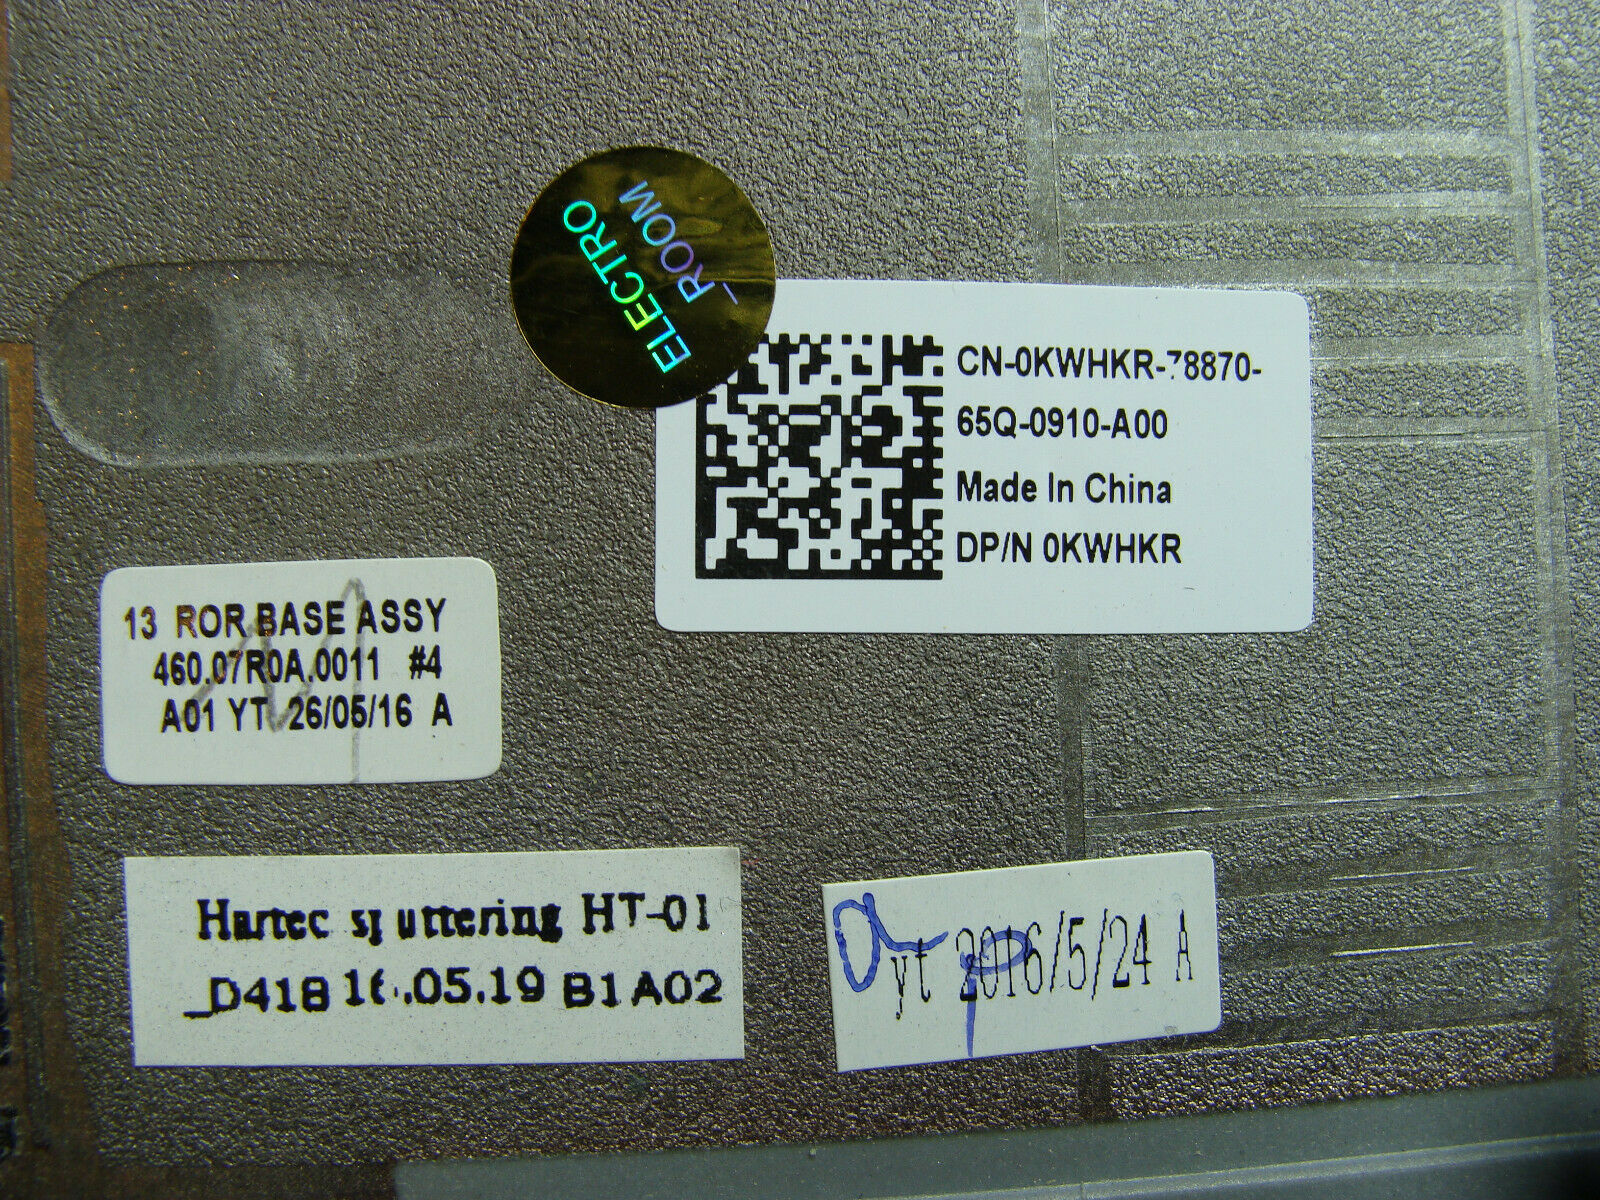 ELECTRO
_ROOM
CN-0KWHKR-78870-
65Q-0910-A00
Made In China
DP/N 0KWHKR
13 ROR BASE ASSY
460.07R0A.0011 #4
A01 YT 26/05/16 A
Hartec sputtering HT-01
_D418 16.05.19 B1A02
yt 2016/5/24 A